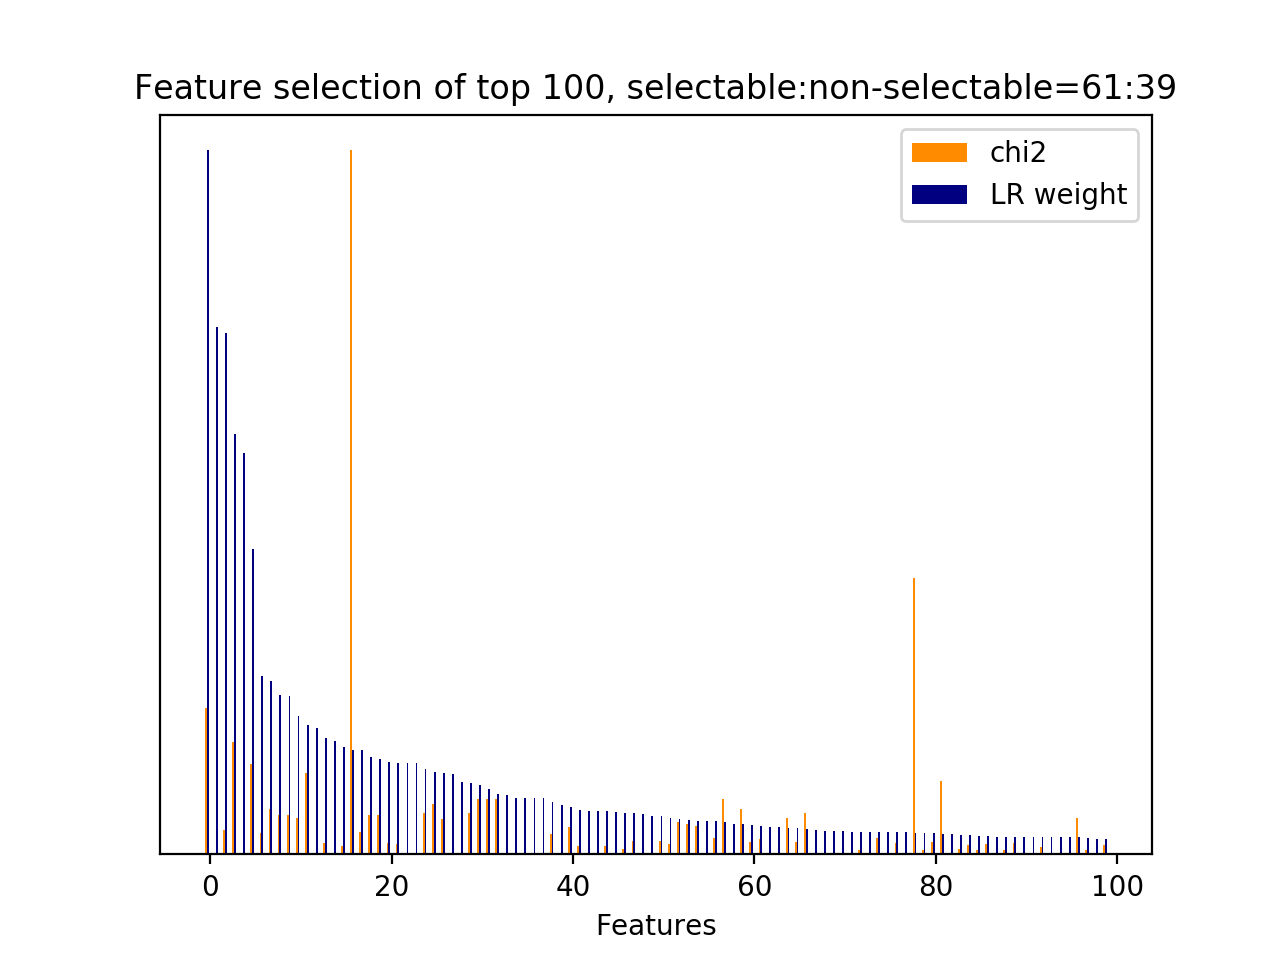 Feature selection of top 100, selectable:non-selectable=61:39
chi2
LR weight
0 20 40 60 80 100
Features